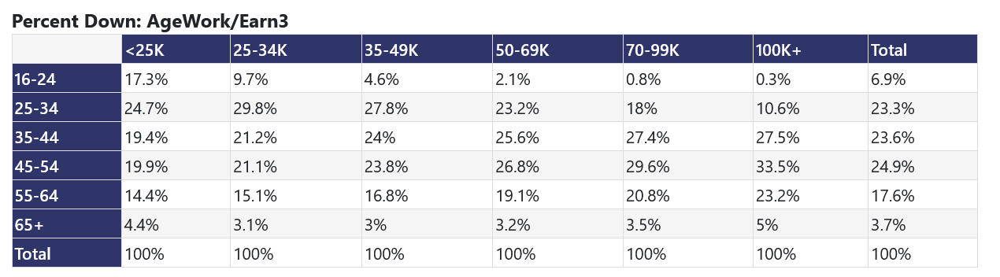 Percent Down: AgeWork/Earn3
<25K 25-34K 35-49K 50-69K 70-99K 100K+ Total
16-24 17.3% 9.7% 4.6% 2.1% 0.8% 0.3% 6.9%
25-34 24.7% 29.8% 27.8% 23.2% 18% 10.6% 23.3%
35-44 19.4% 21.2% 24% 25.6% 27.4% 27.5% 23.6%
45-54 19.9% 21.1% 23.8% 26.8% 29.6% 33.5% 24.9%
55-64 14.4% 15.1% 16.8% 19.1% 20.8% 23.2% 17.6%
65+ 4.4% 3.1% 3% 3.2% 3.5% 5% 3.7%
Total 100% 100% 100% 100% 100% 100% 100%